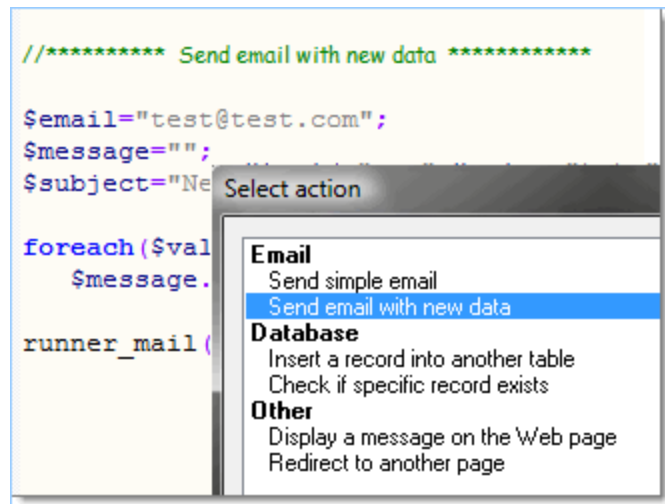 //********** Send email with new data ************
$email="test@test.com";
$message="";
$subject="Ne
foreach($val
$message.
runner_mail(
Select action
Email
Send simple email
Send email with new data
Database
Insert a record into another table
Check if specific record exists
Other
Display a message on the Web page
Redirect to another page